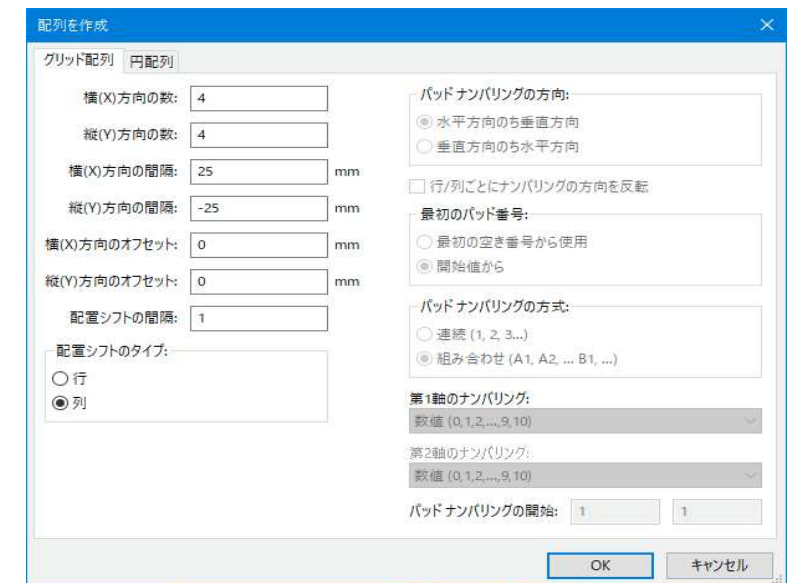 配列を作成
グリッド配列 円配列
横(X)方向の数: 4
縦(Y)方向の数: 4
横(X)方向の間隔: 25 mm
縦(Y)方向の間隔: -25 mm
横(X)方向のオフセット: 0 mm
縦(Y)方向のオフセット: 0 mm
配置シフトの間隔: 1
配置シフトのタイプ:
行
列
パッド ナンバリングの方向:
水平方向のち垂直方向
垂直方向のち水平方向
行/列ごとにナンバリングの方向を反転
最初のパッド番号:
最初の空き番号から使用
開始値から
パッド ナンバリングの方式:
連続 (1, 2, 3...)
組み合わせ (A1, A2, ... B1, ...)
第1軸のナンバリング:
数値 (0,1,2,...,9,10)
第2軸のナンバリング:
数値 (0,1,2,...,9,10)
パッド ナンバリングの開始: 1 1
OK キャンセル